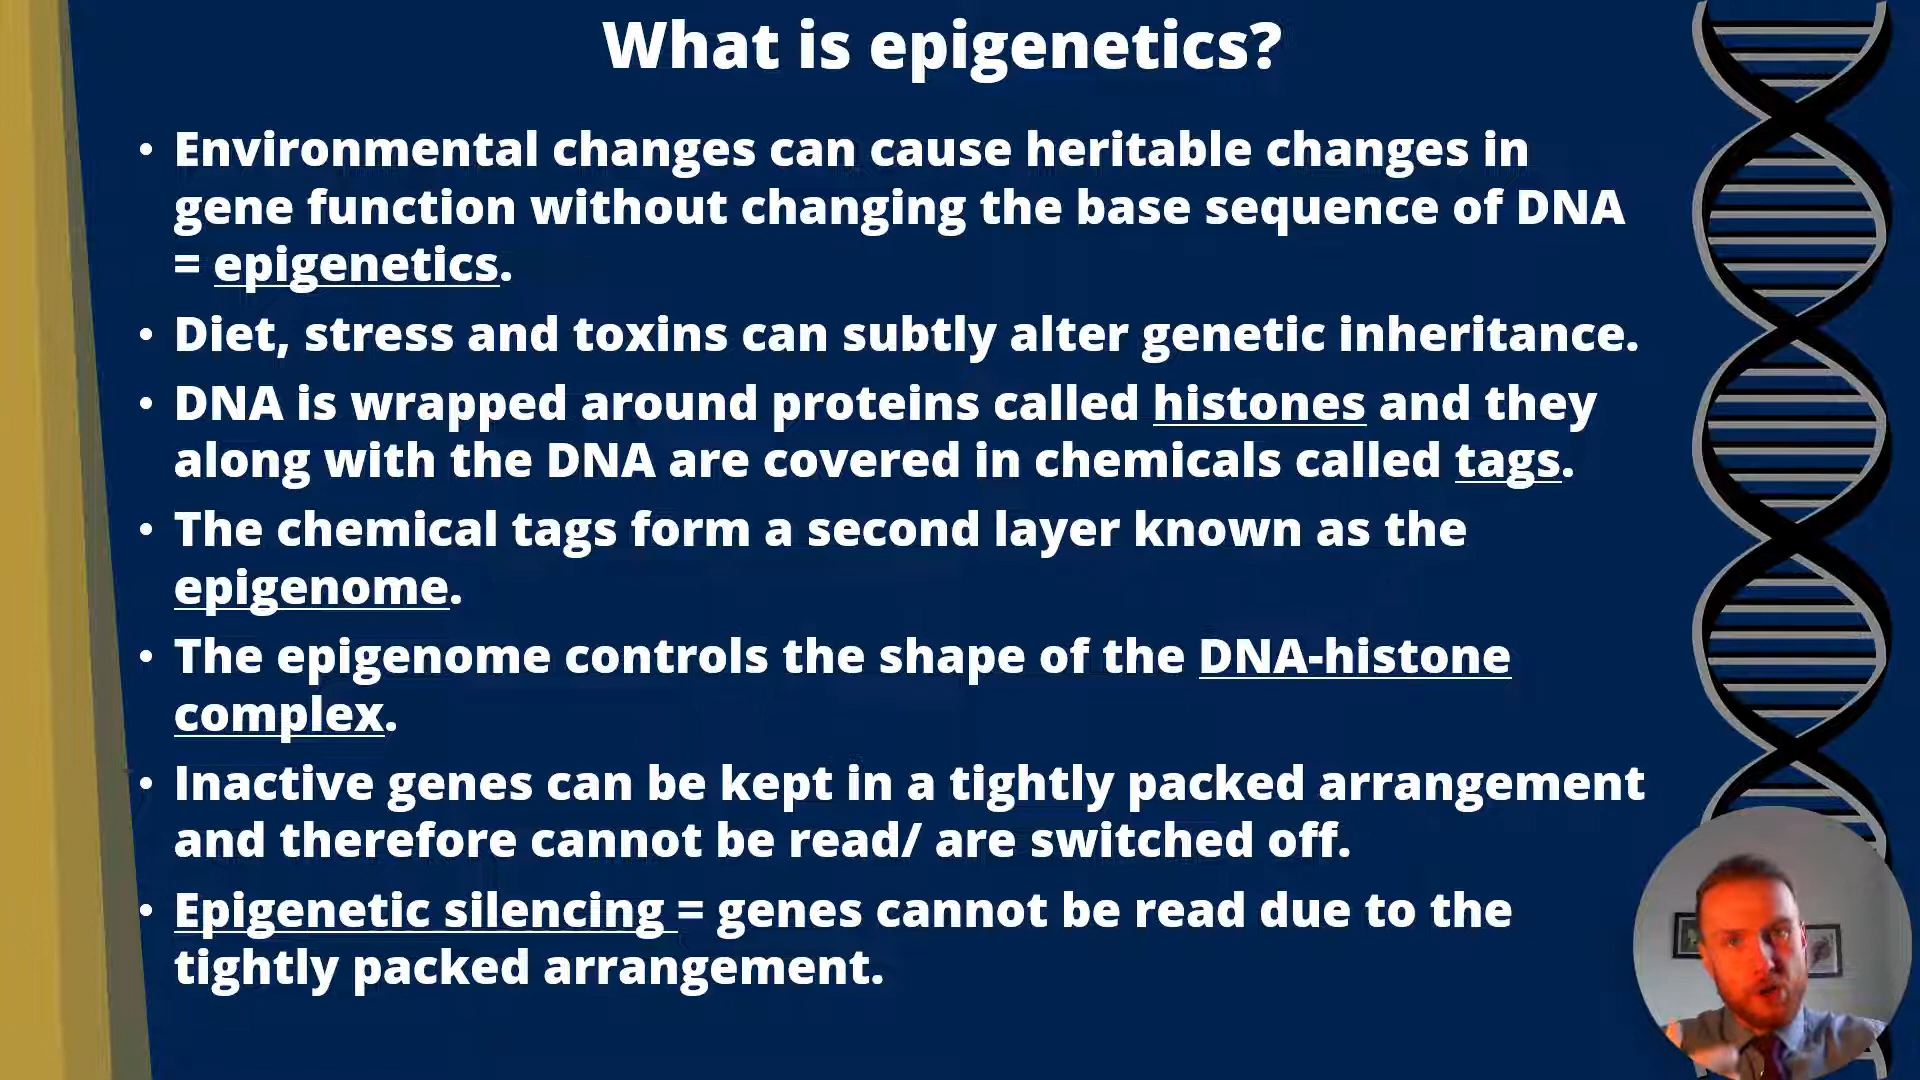 What is epigenetics?
• Environmental changes can cause heritable changes in
gene function without changing the base sequence of DNA
= epigenetics.
• Diet, stress and toxins can subtly alter genetic inheritance.
• DNA is wrapped around proteins called histones and they
along with the DNA are covered in chemicals called tags.
• The chemical tags form a second layer known as the
epigenome.
• The epigenome controls the shape of the DNA-histone
complex.
• Inactive genes can be kept in a tightly packed arrangement
and therefore cannot be read/ are switched off.
• Epigenetic silencing = genes cannot be read due to the
tightly packed arrangement.